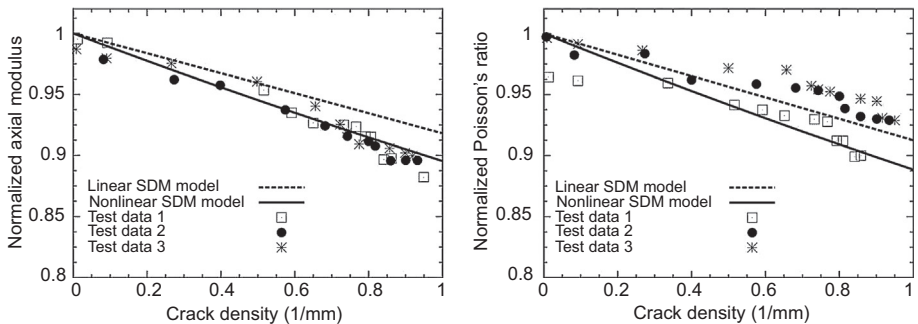 Normalized axial modulus
1
0.95
0.9
0.85
0.8
Linear SDM model
Nonlinear SDM model
Test data 1
Test data 2
Test data 3
0 0.2 0.4 0.6 0.8 1
Crack density (1/mm)
Normalized Poisson's ratio
1
0.95
0.9
0.85
0.8
Linear SDM model
Nonlinear SDM model
Test data 1
Test data 2
Test data 3
0 0.2 0.4 0.6 0.8 1
Crack density (1/mm)